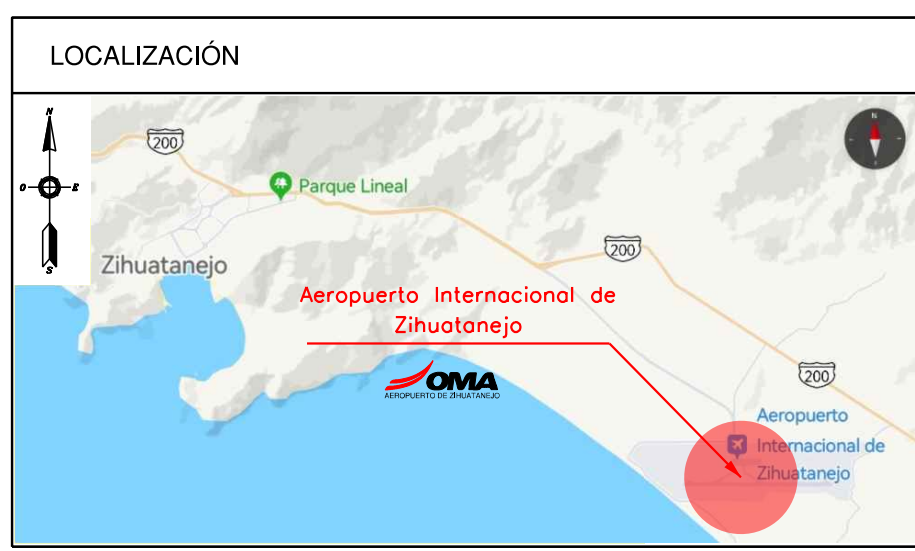 LOCALIZACIÓN
N
O
E
S
200
Parque Lineal
N
Zihuatanejo
200
Aeropuerto Internacional de
Zihuatanejo
OMA
AEROPUERTO DE ZIHUATANEJO
200
Aeropuerto
Internacional de
Zihuatanejo